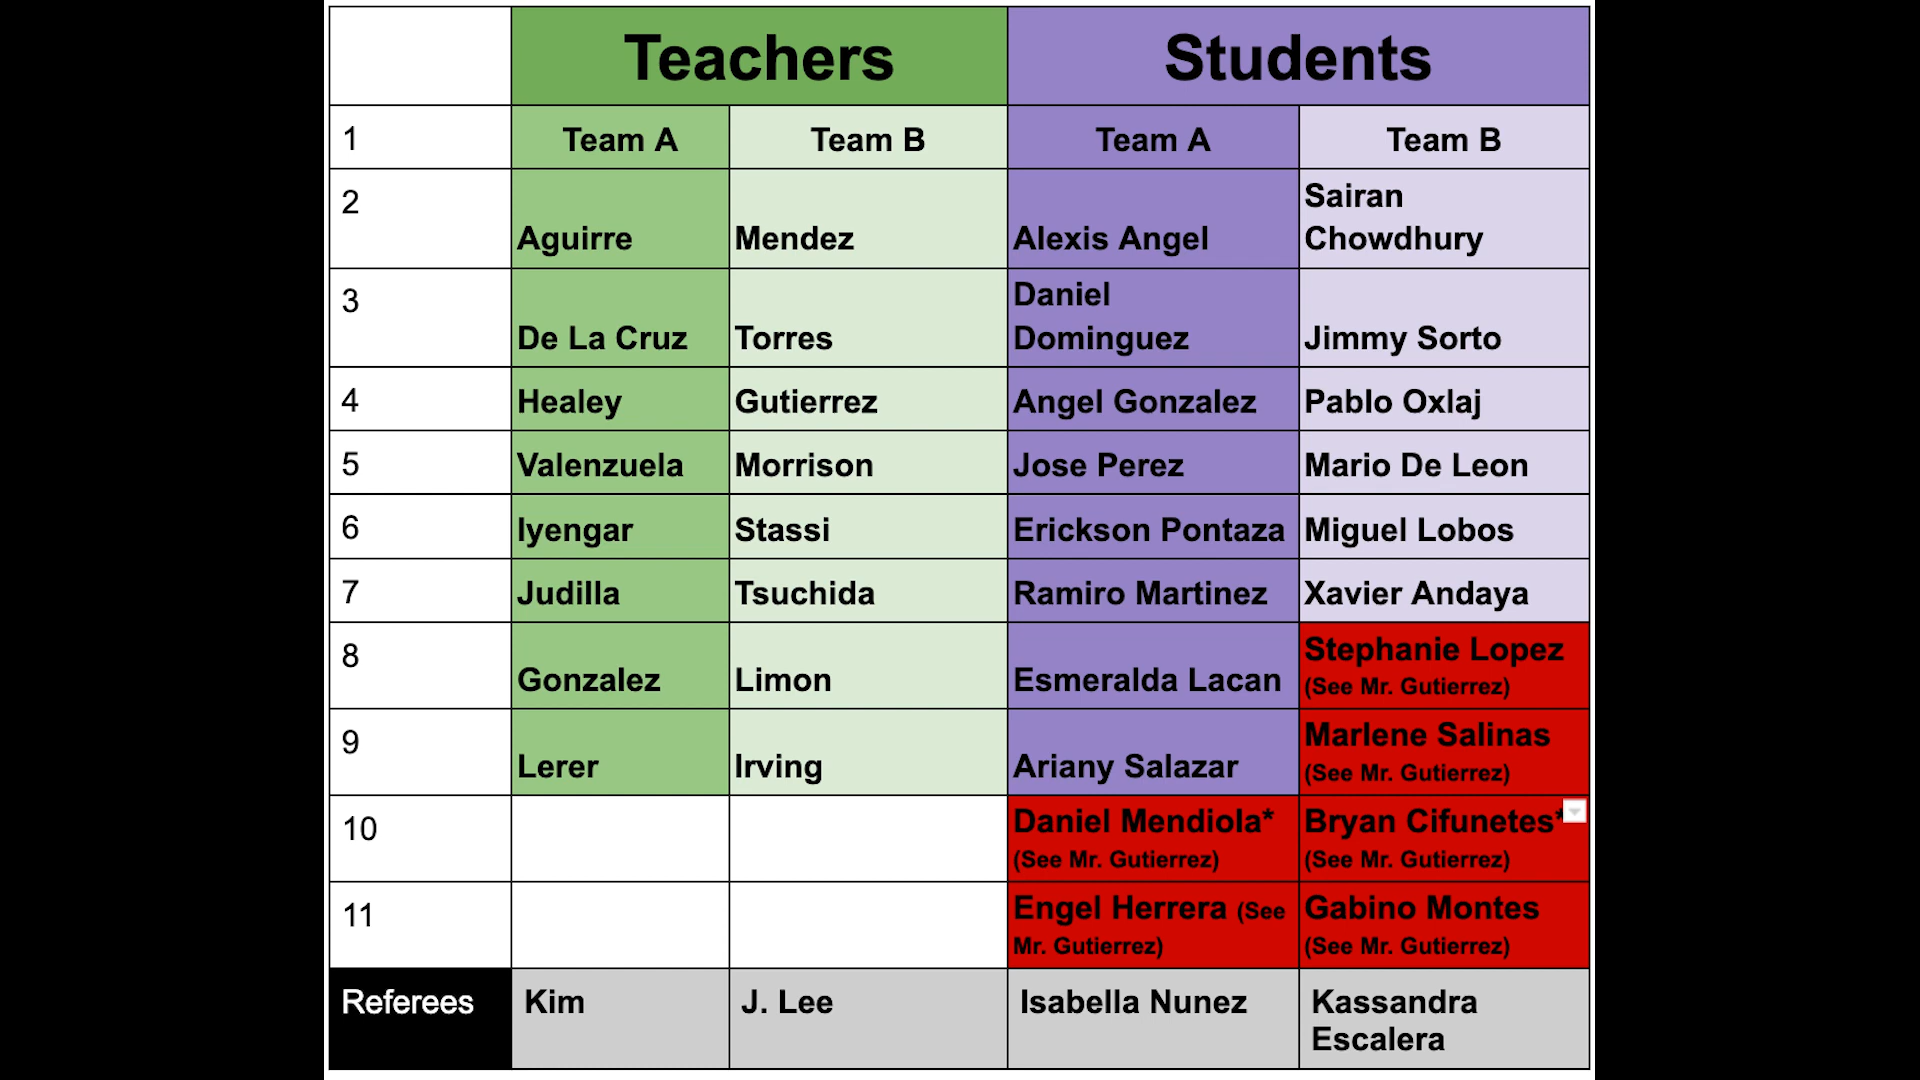 Teachers Students
1 Team A Team B Team A Team B
2 Aguirre Mendez Alexis Angel Sairan
Chowdhury
3 De La Cruz Torres Daniel
Dominguez Jimmy Sorto
4 Healey Gutierrez Angel Gonzalez Pablo Oxlaj
5 Valenzuela Morrison Jose Perez Mario De Leon
6 Iyengar Stassi Erickson Pontaza Miguel Lobos
7 Judilla Tsuchida Ramiro Martinez Xavier Andaya
8 Gonzalez Limon Esmeralda Lacan Stephanie Lopez
(See Mr. Gutierrez)
9 Lerer Irving Ariany Salazar Marlene Salinas
(See Mr. Gutierrez)
10 Daniel Mendiola* Bryan Cifunetes*
(See Mr. Gutierrez) (See Mr. Gutierrez)
11 Engel Herrera (See Gabino Montes
Mr. Gutierrez) (See Mr. Gutierrez)
Referees Kim J. Lee Isabella Nunez Kassandra
Escalera